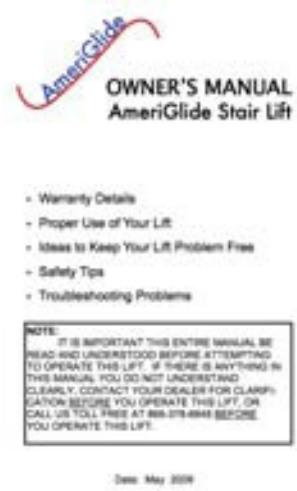 AmeriGlide
OWNER'S MANUAL
AmeriGlide Stair Lift
- Warranty Details
- Proper Use of Your Lift
- Ideas to Keep Your Lift Problem Free
- Safety Tips
- Troubleshooting Problems
NOTE:
IT IS IMPORTANT THIS ENTIRE MANUAL BE
READ AND UNDERSTOOD BEFORE ATTEMPTING
TO OPERATE THIS LIFT. IF THERE IS ANYTHING IN
THIS MANUAL YOU DO NOT UNDERSTAND
CLEARLY, CONTACT YOUR DEALER FOR CLARIFI-
CATION BEFORE YOU OPERATE THIS LIFT, OR
CALL US TOLL FREE AT BEFORE
YOU OPERATE THIS LIFT.
Date: May